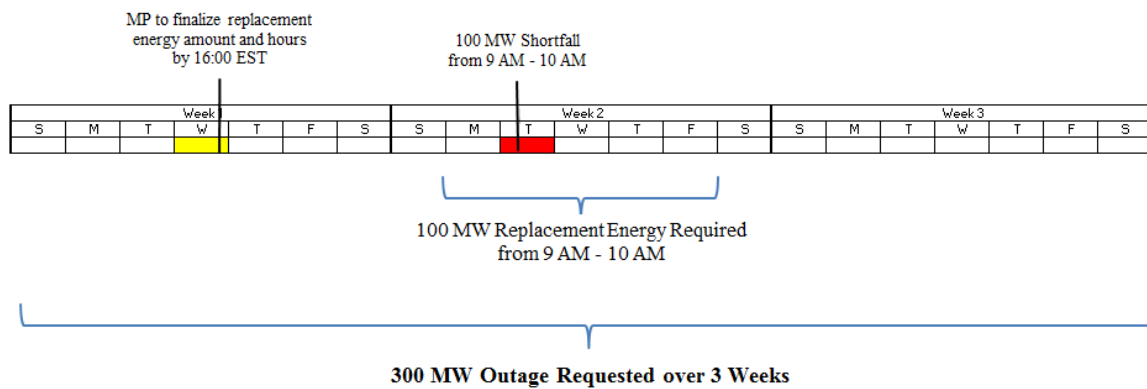 MP to finalize replacement
energy amount and hours
by 16:00 EST
100 MW Shortfall
from 9 AM - 10 AM
Week 1 Week 2 Week 3
S M T W T F S S M T W T F S S M T W T F S
100 MW Replacement Energy Required
from 9 AM - 10 AM
300 MW Outage Requested over 3 Weeks